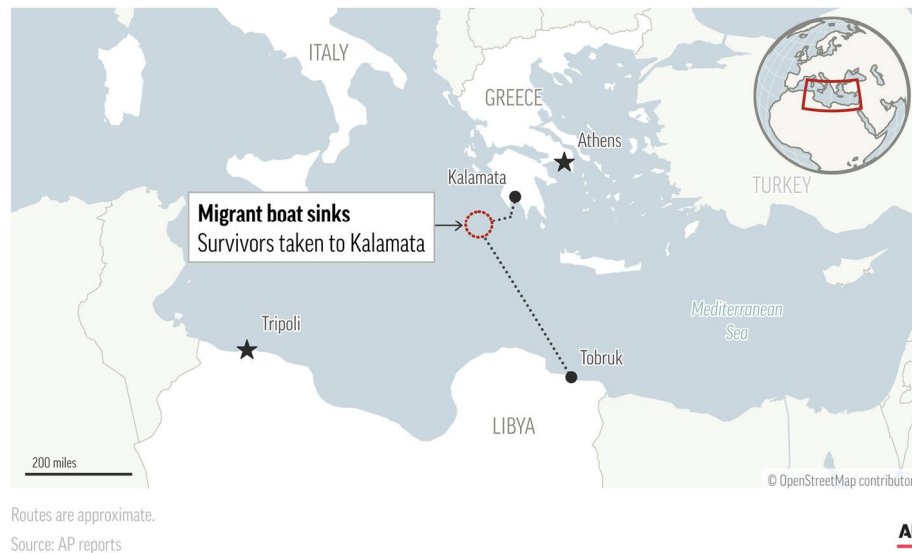 ITALY
GREECE
Athens
Kalamata
TURKEY
Migrant boat sinks
Survivors taken to Kalamata
Mediterranean
Sea
Tripoli
Tobruk
LIBYA
200 miles
© OpenStreetMap contributor
Routes are approximate.
Source: AP reports